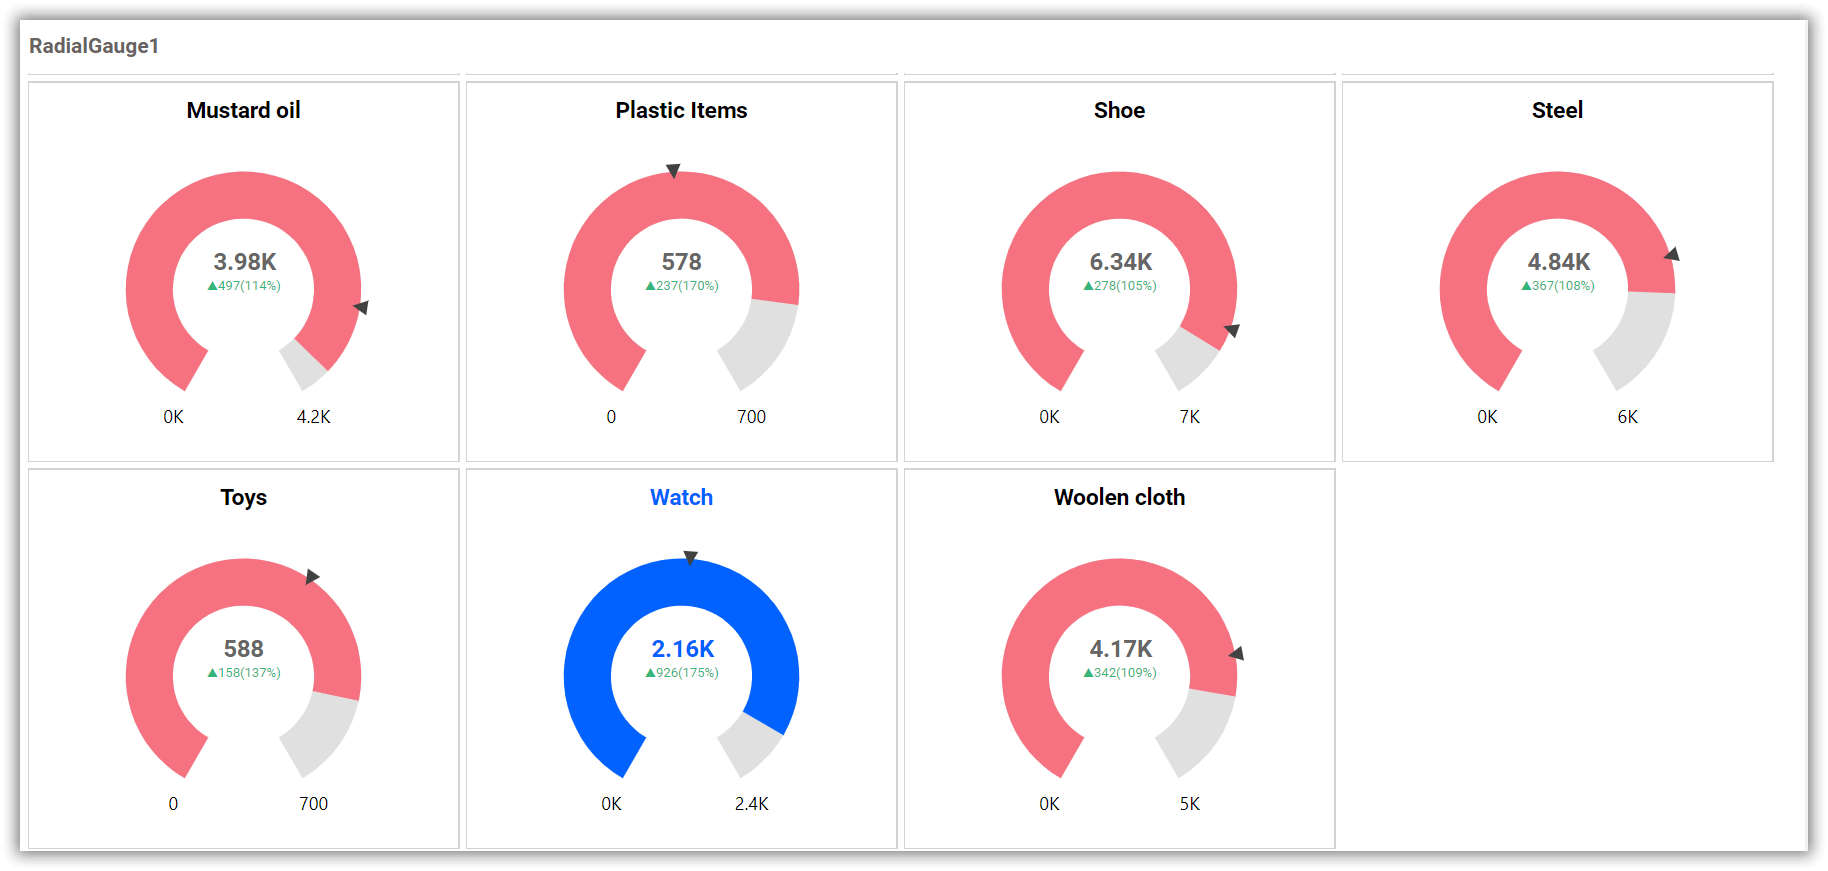 RadialGauge1
Mustard oil
3.98K
▲497(114%)
0K 4.2K
Plastic Items
578
▲237(170%)
0 700
Shoe
6.34K
▲278(105%)
0K 7K
Steel
4.84K
▲367(108%)
0K 6K
Toys
588
▲158(137%)
0 700
Watch
2.16K
▲926(175%)
0K 2.4K
Woolen cloth
4.17K
▲342(109%)
0K 5K